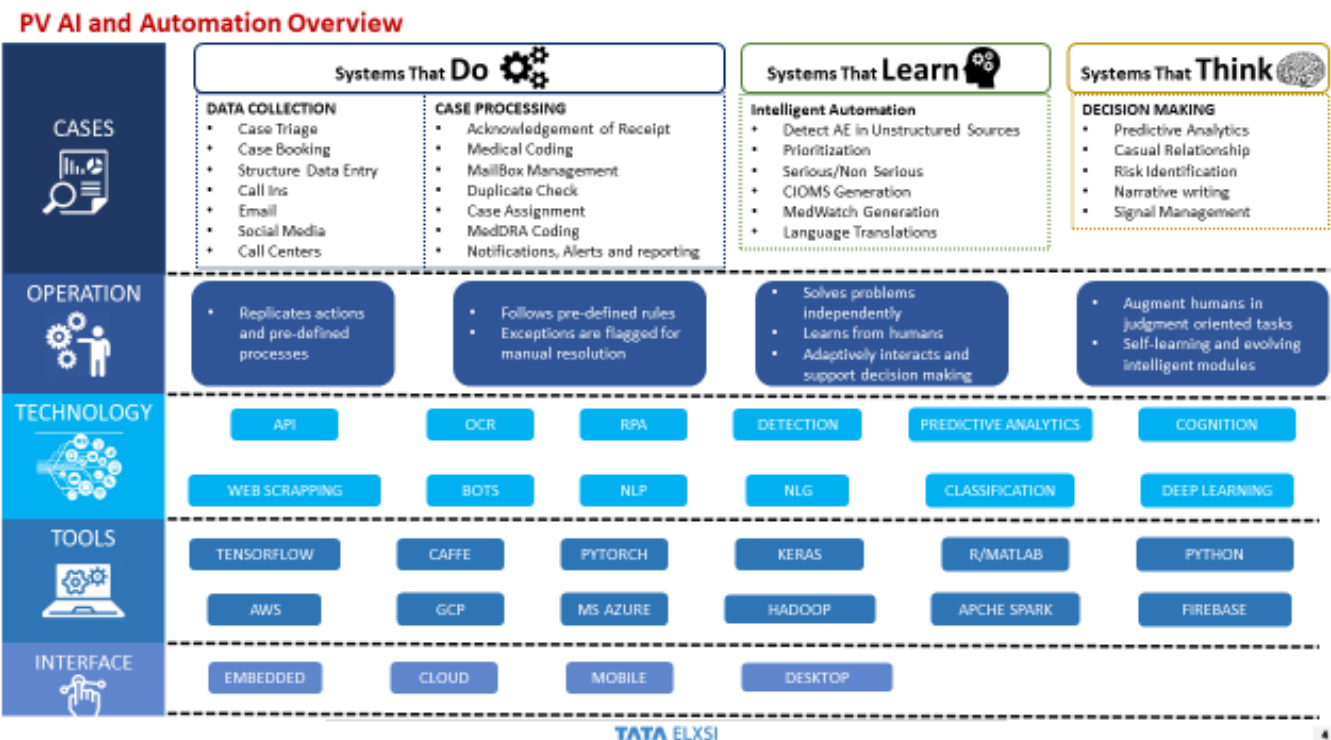 PV AI and Automation Overview
CASES
Systems That Do
DATA COLLECTION
• Case Triage
• Case Booking
• Structure Data Entry
• Call Ins
• Email
• Social Media
• Call Centers
CASE PROCESSING
• Acknowledgement of Receipt
• Medical Coding
• MailBox Management
• Duplicate Check
• Case Assignment
• MedDRA Coding
• Notifications, Alerts and reporting
Systems That Learn
Intelligent Automation
• Detect AE in Unstructured Sources
• Prioritization
• Serious/Non Serious
• CIOMS Generation
• MedWatch Generation
• Language Translations
Systems That Think
DECISION MAKING
• Predictive Analytics
• Casual Relationship
• Risk Identification
• Narrative writing
• Signal Management
OPERATION
• Replicates actions
and pre-defined
processes
• Follows pre-defined rules
• Exceptions are flagged for
manual resolution
• Solves problems
independently
• Learns from humans
• Adaptively interacts and
support decision making
• Augment humans in
judgment oriented tasks
• Self-learning and evolving
intelligent modules
TECHNOLOGY
API
OCR
RPA
DETECTION
PREDICTIVE ANALYTICS
COGNITION
WEB SCRAPPING
BOTS
NLP
NLG
CLASSIFICATION
DEEP LEARNING
TOOLS
TENSORFLOW
CAFFE
PYTORCH
KERAS
R/MATLAB
PYTHON
AWS
GCP
MS AZURE
HADOOP
APCHE SPARK
FIREBASE
INTERFACE
EMBEDDED
CLOUD
MOBILE
DESKTOP
TATA ELXSI
4